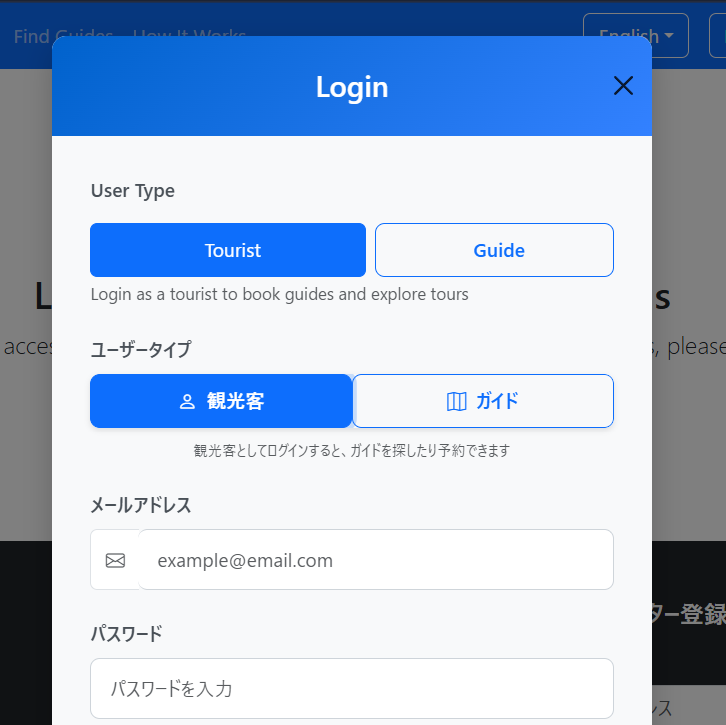 Find Guides How It Works English
Login
User Type
Tourist Guide
Login as a tourist to book guides and explore tours
ユーザータイプ
観光客 ガイド
観光客としてログインすると、ガイドを探したり予約できます
メールアドレス
example@email.com
パスワード
パスワードを入力
, please
ター登録
レス